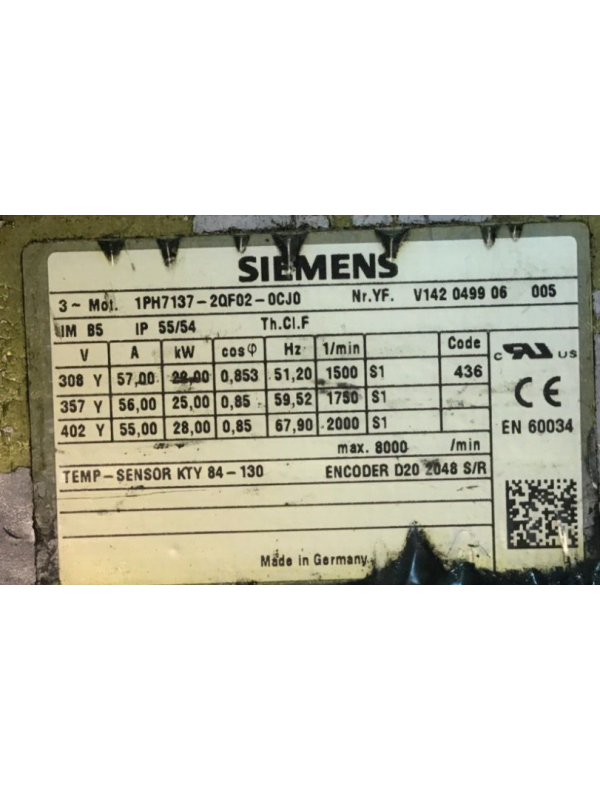 SIEMENS
3 ~ Mot. 1PH7137-2QF02-0CJ0 Nr.YF. V142 0499 06 005
IM B5 IP 55/54 Th.Cl.F
V A kW cosφ Hz 1/min Code
308 Y 57,00 0,853 51,20 1500 S1 436
357 Y 56,00 25,00 0,85 59,52 1750 S1
402 Y 55,00 28,00 0,85 67,90 2000 S1
max. 8000 /min
TEMP-SENSOR KTY 84-130 ENCODER D20 2048 S/R
Made in Germany
c RU US
CE
EN 60034